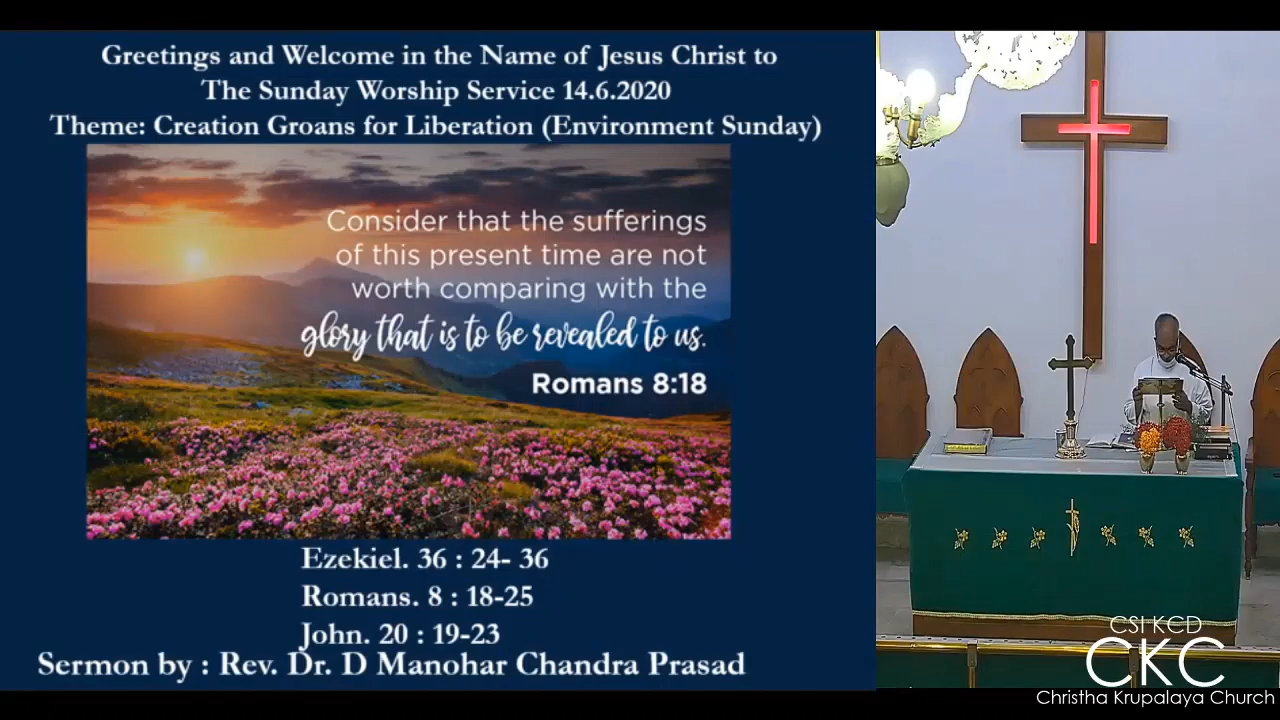 Greetings and Welcome in the Name of Jesus Christ to
The Sunday Worship Service 14.6.2020
Theme: Creation Groans for Liberation (Environment Sunday)
Consider that the sufferings
of this present time are not
worth comparing with the
glory that is to be revealed to us.
Romans 8:18
Ezekiel. 36 : 24- 36
Romans. 8 : 18-25
John. 20 : 19-23
Sermon by : Rev. Dr. D Manohar Chandra Prasad
CSI KCD
CKC
Christha Krupalaya Church